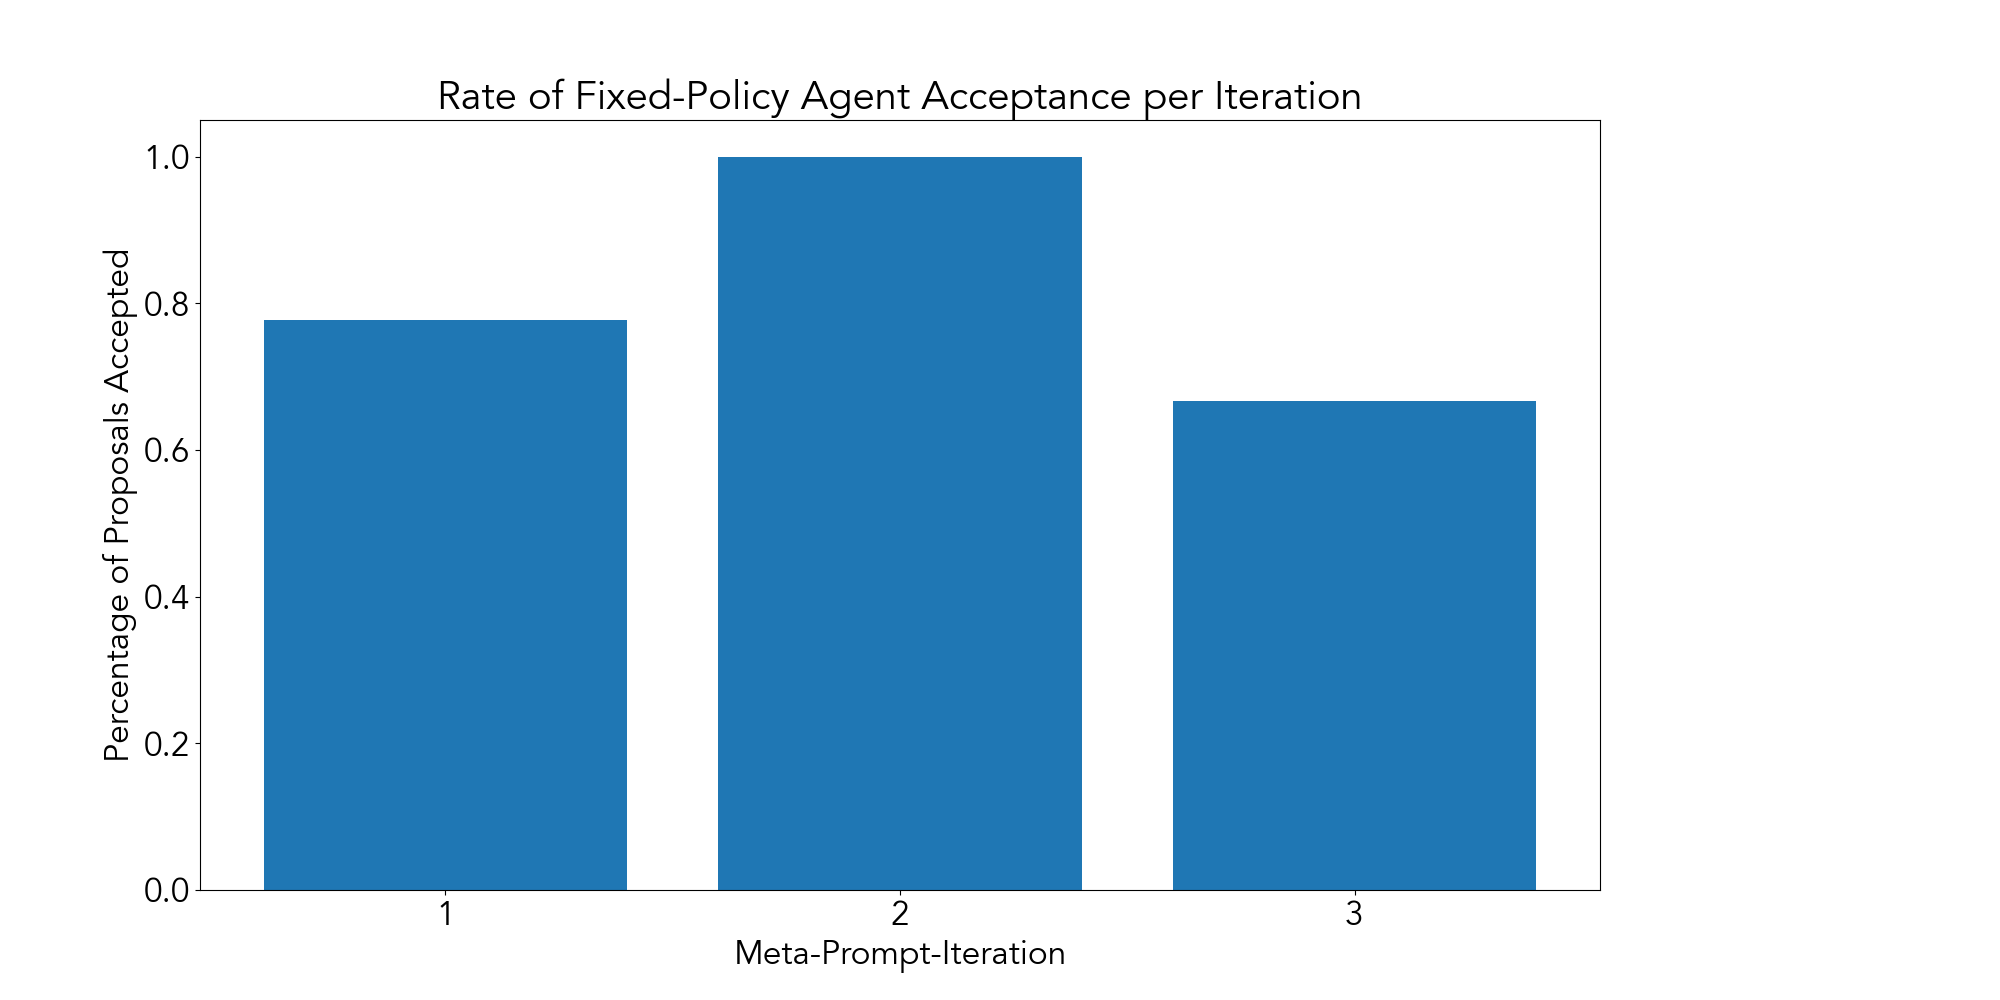 Rate of Fixed-Policy Agent Acceptance per Iteration
Percentage of Proposals Accepted
1.0
0.8
0.6
0.4
0.2
0.0
1 2 3
Meta-Prompt-Iteration